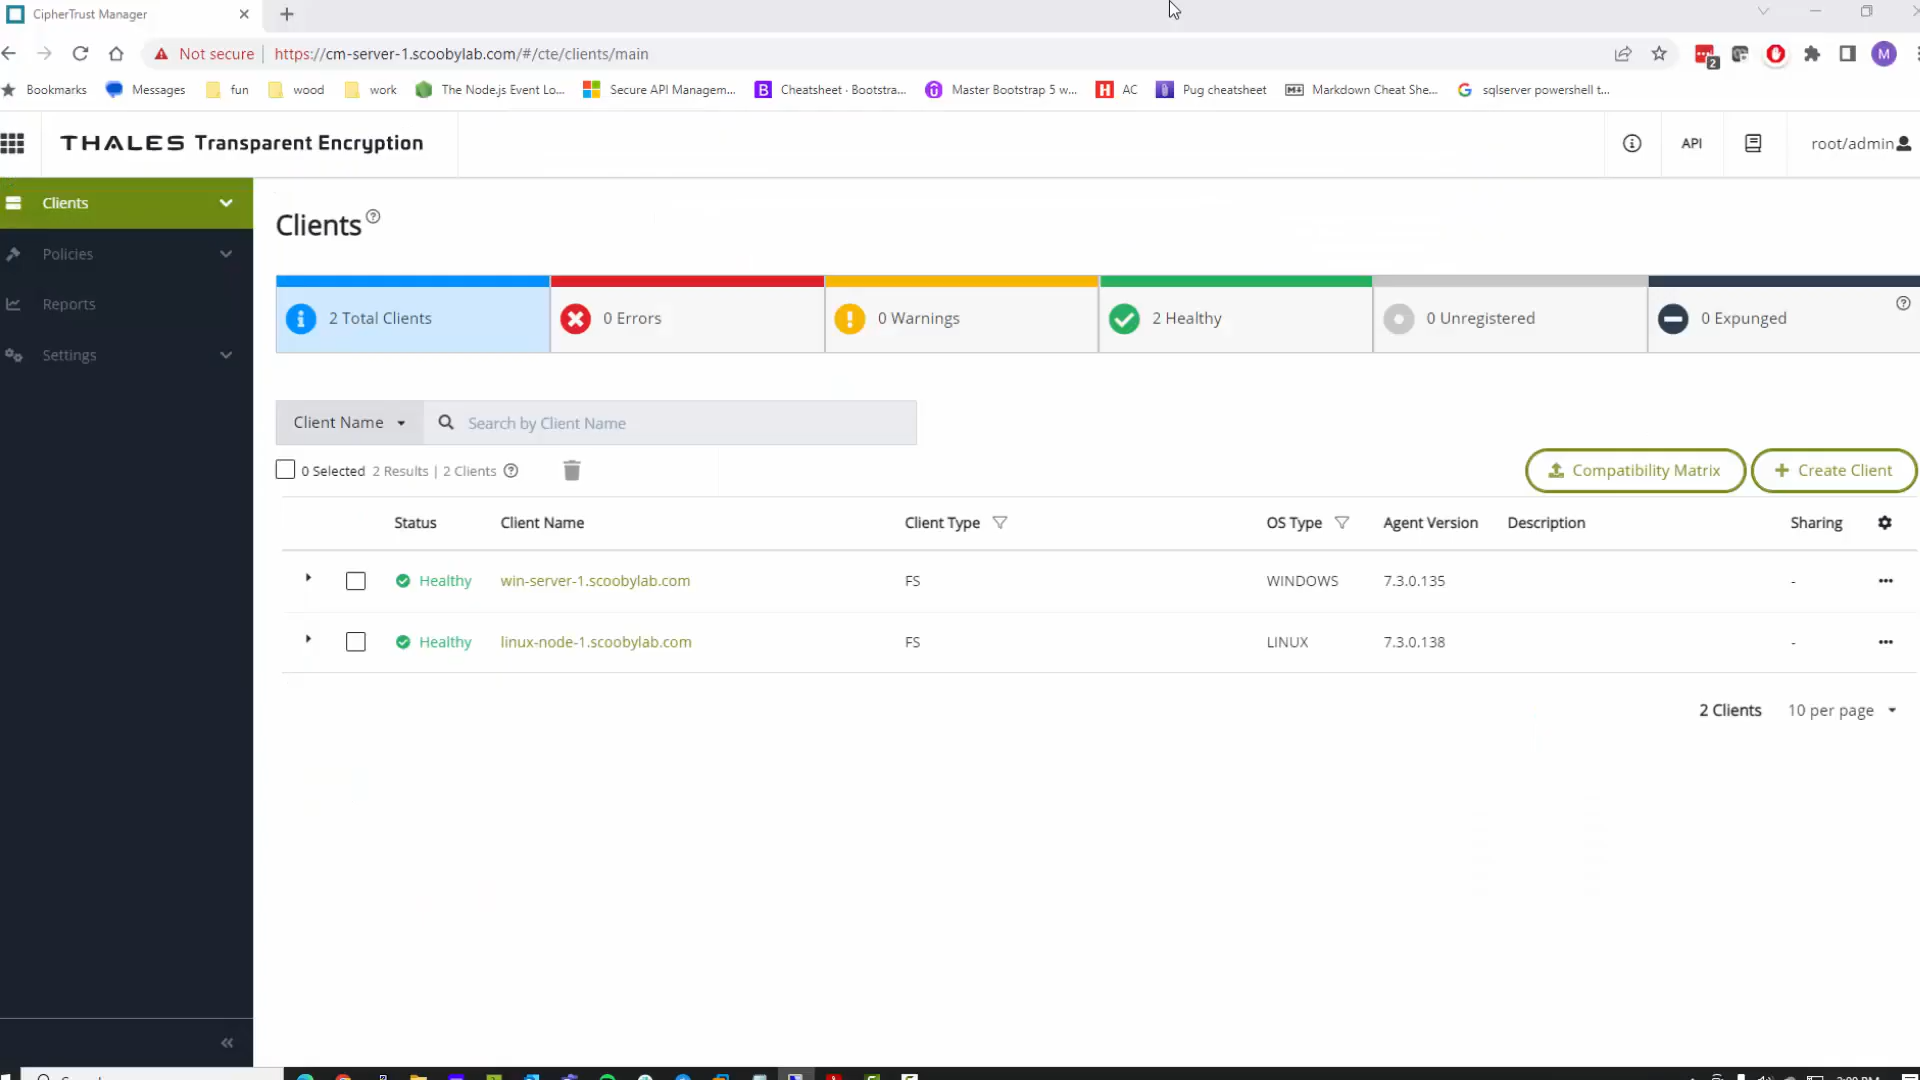 CipherTrust Manager
Not secure https://cm-server-1.scoobylab.com/#/cte/clients/main
2
M
Bookmarks Messages fun wood work The Node.js Event Lo... Secure API Managem... B Cheatsheet · Bootstra... Master Bootstrap 5 w... H AC Pug cheatsheet Markdown Cheat She... sqlserver powershell t...
THALES Transparent Encryption
API
root/admin
Clients
Policies
Reports
Settings
Clients
2 Total Clients
0 Errors
0 Warnings
2 Healthy
0 Unregistered
0 Expunged
Client Name
Search by Client Name
0 Selected 2 Results | 2 Clients
Compatibility Matrix
+ Create Client
Status Client Name Client Type OS Type Agent Version Description Sharing
Healthy win-server-1.scoobylab.com FS WINDOWS 7.3.0.135 -
Healthy linux-node-1.scoobylab.com FS LINUX 7.3.0.138 -
2 Clients 10 per page